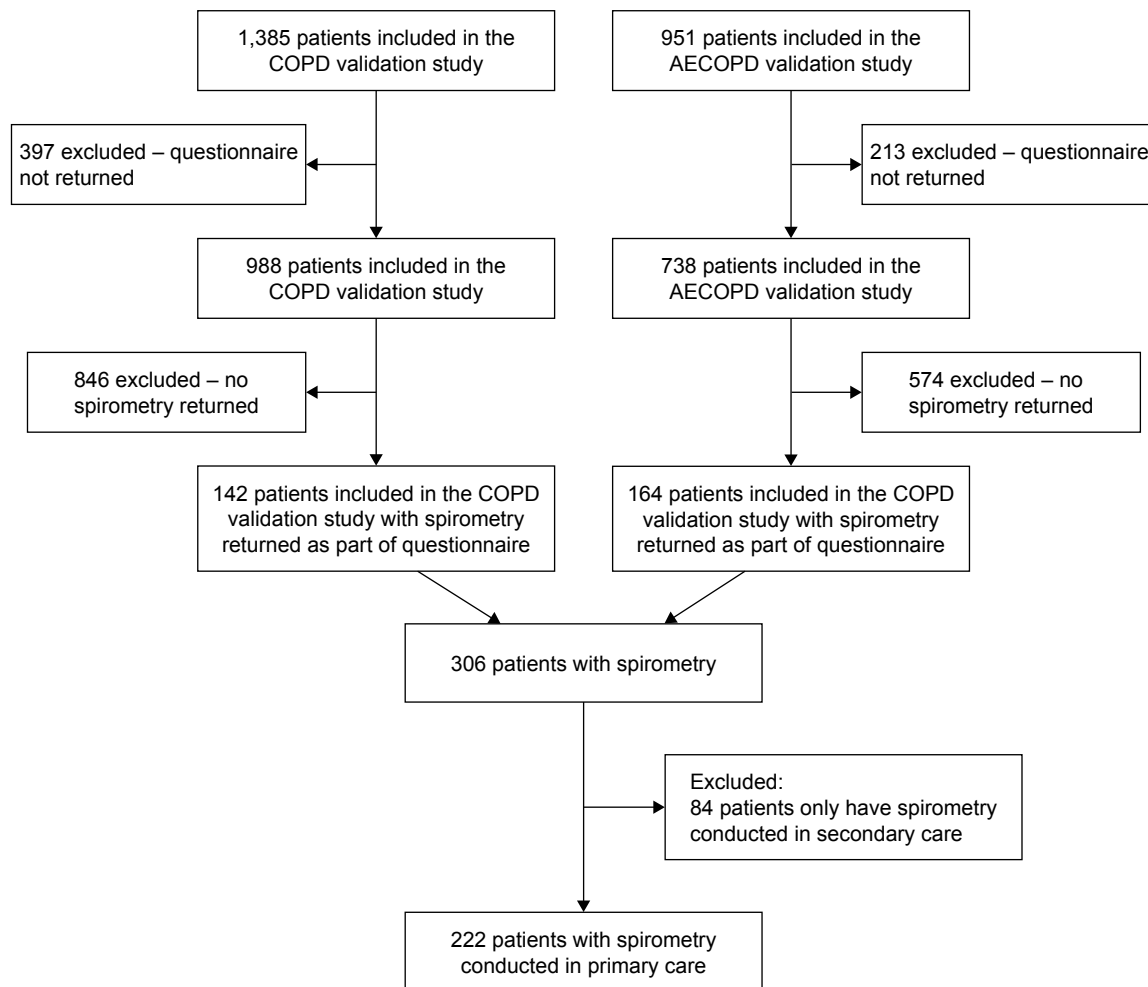 1,385 patients included in the
COPD validation study
951 patients included in the
AECOPD validation study
397 excluded – questionnaire
not returned
213 excluded – questionnaire
not returned
988 patients included in the
COPD validation study
738 patients included in the
AECOPD validation study
846 excluded – no
spirometry returned
574 excluded – no
spirometry returned
142 patients included in the COPD
validation study with spirometry
returned as part of questionnaire
164 patients included in the COPD
validation study with spirometry
returned as part of questionnaire
306 patients with spirometry
Excluded:
84 patients only have spirometry
conducted in secondary care
222 patients with spirometry
conducted in primary care